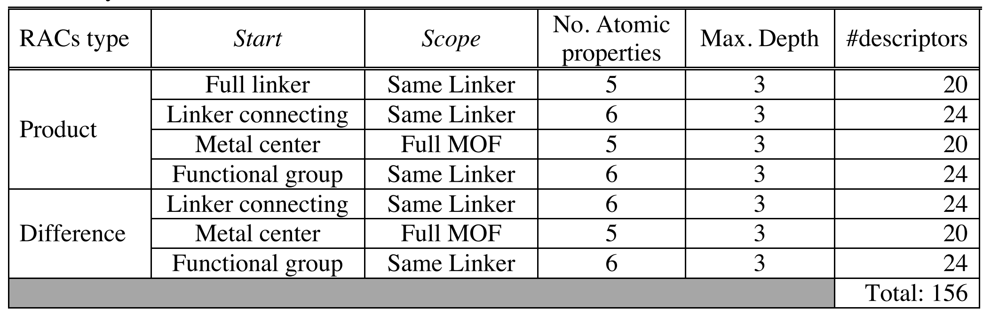 RACs type Start Scope No. Atomic properties Max. Depth #descriptors
Product Full linker Same Linker 5 3 20
Linker connecting Same Linker 6 3 24
Metal center Full MOF 5 3 20
Functional group Same Linker 6 3 24
Difference Linker connecting Same Linker 6 3 24
Metal center Full MOF 5 3 20
Functional group Same Linker 6 3 24
Total: 156